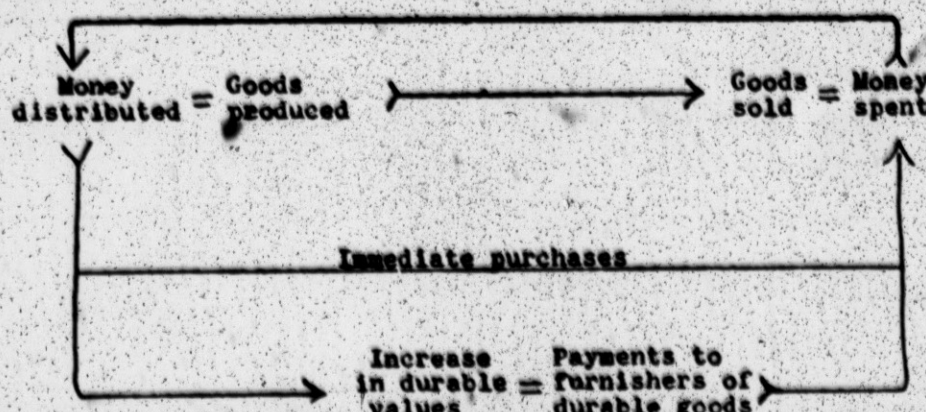 Money distributed = Goods produced
Goods sold = Money spent
Immediate purchases
Increase in durable values = Payments to furnishers of durable goods